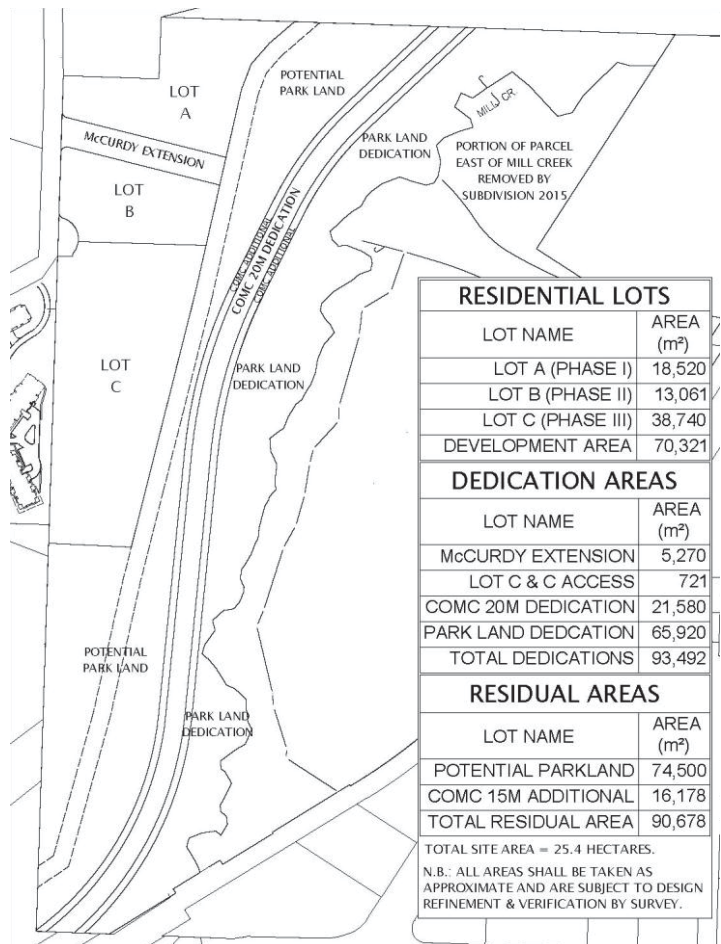 LOT
A
POTENTIAL
PARK LAND
MILL CR.
McCURDY EXTENSION
PARK LAND
DEDICATION
PORTION OF PARCEL
EAST OF MILL CREEK
REMOVED BY
SUBDIVISION 2015
LOT
B
COMC ADDITIONAL
COMC 20M DEDICATION
COMC ADDITIONAL
LOT
C
PARK LAND
DEDICATION
POTENTIAL
PARK LAND
PARK LAND
DEDICATION
RESIDENTIAL LOTS
LOT NAME AREA
(m²)
LOT A (PHASE I) 18,520
LOT B (PHASE II) 13,061
LOT C (PHASE III) 38,740
DEVELOPMENT AREA 70,321
DEDICATION AREAS
LOT NAME AREA
(m²)
McCURDY EXTENSION 5,270
LOT C & C ACCESS 721
COMC 20M DEDICATION 21,580
PARK LAND DEDCATION 65,920
TOTAL DEDICATIONS 93,492
RESIDUAL AREAS
LOT NAME AREA
(m²)
POTENTIAL PARKLAND 74,500
COMC 15M ADDITIONAL 16,178
TOTAL RESIDUAL AREA 90,678
TOTAL SITE AREA = 25.4 HECTARES.
N.B.: ALL AREAS SHALL BE TAKEN AS
APPROXIMATE AND ARE SUBJECT TO DESIGN
REFINEMENT & VERIFICATION BY SURVEY.